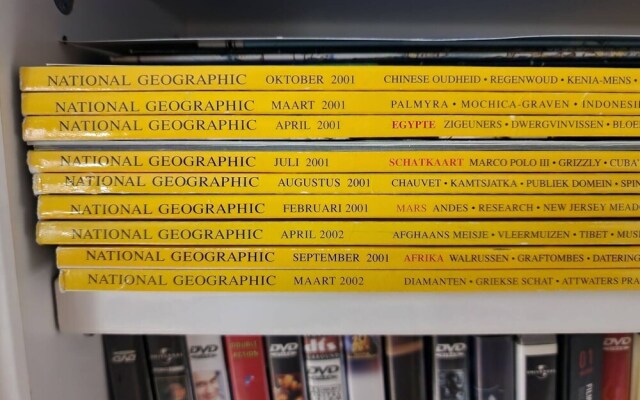 NATIONAL GEOGRAPHIC OKTOBER 2001 CHINESE OUDHEID • REGENWOUD • KENIA-MENS •
NATIONAL GEOGRAPHIC MAART 2001 PALMYRA • MOCHICA-GRAVEN • INDONESI
NATIONAL GEOGRAPHIC APRIL 2001 EGYPTE ZIGEUNERS • DWERGVINVISSEN • BLOE
NATIONAL GEOGRAPHIC JULI 2001 SCHATKAART MARCO POLO III • GRIZZLY • CUBA'
NATIONAL GEOGRAPHIC AUGUSTUS 2001 CHAUVET • KAMTSJATKA • PUBLIEK DOMEIN • SPIN
NATIONAL GEOGRAPHIC FEBRUARI 2001 MARS ANDES • RESEARCH • NEW JERSEY MEADO
NATIONAL GEOGRAPHIC APRIL 2002 AFGHAANS MEISJE • VLEERMUIZEN • TIBET • MUS
NATIONAL GEOGRAPHIC SEPTEMBER 2001 AFRIKA WALRUSSEN • GRAFTOMBES • DATERING
NATIONAL GEOGRAPHIC MAART 2002 DIAMANTEN • GRIEKSE SCHAT • ATTWATERS PRA
DVD DVD dts DVD DVD
DVD